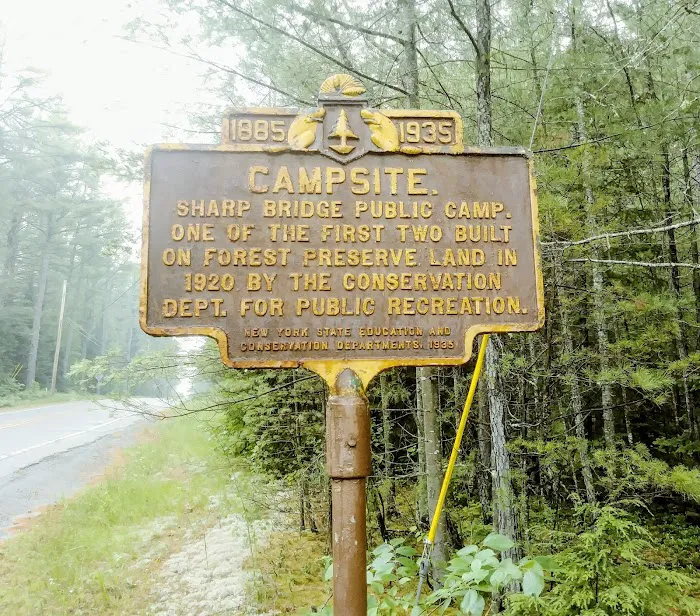 1885 1935
CAMPSITE.
SHARP BRIDGE PUBLIC CAMP.
ONE OF THE FIRST TWO BUILT
ON FOREST PRESERVE LAND IN
1920 BY THE CONSERVATION
DEPT. FOR PUBLIC RECREATION.
NEW YORK STATE EDUCATION AND
CONSERVATION DEPARTMENTS, 1935